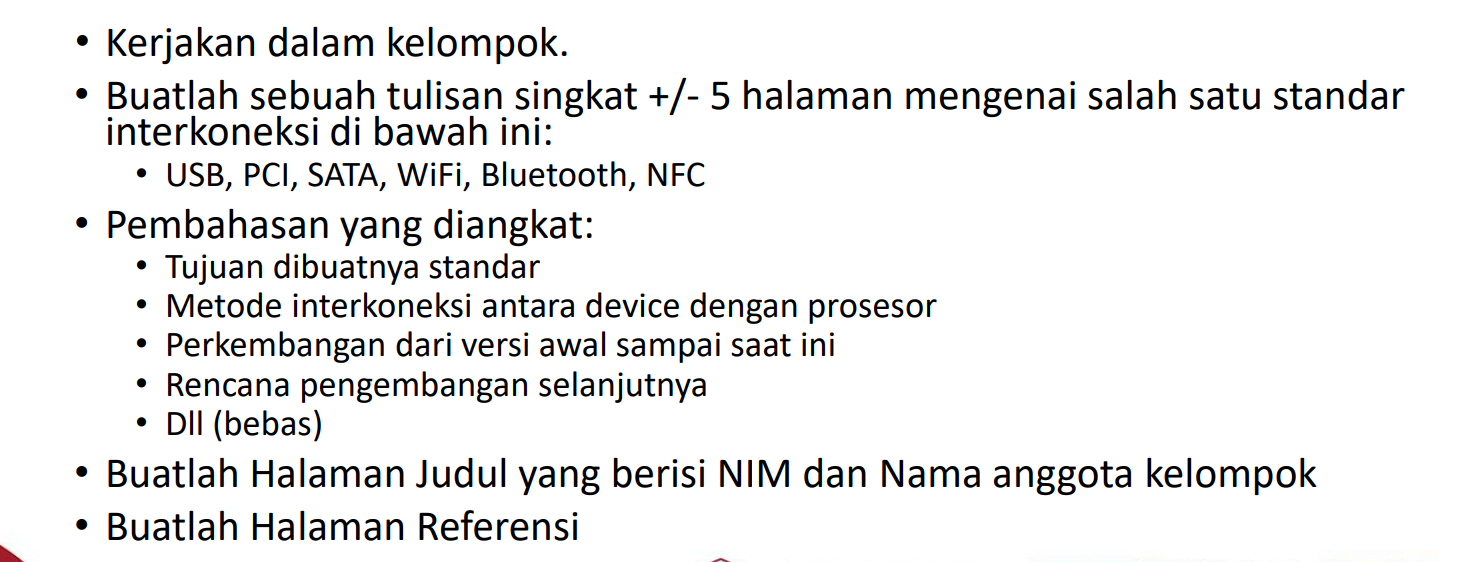 • Kerjakan dalam kelompok.
• Buatlah sebuah tulisan singkat +/- 5 halaman mengenai salah satu standar
interkoneksi di bawah ini:
• USB, PCI, SATA, WiFi, Bluetooth, NFC
• Pembahasan yang diangkat:
• Tujuan dibuatnya standar
• Metode interkoneksi antara device dengan prosesor
• Perkembangan dari versi awal sampai saat ini
• Rencana pengembangan selanjutnya
• Dll (bebas)
• Buatlah Halaman Judul yang berisi NIM dan Nama anggota kelompok
• Buatlah Halaman Referensi